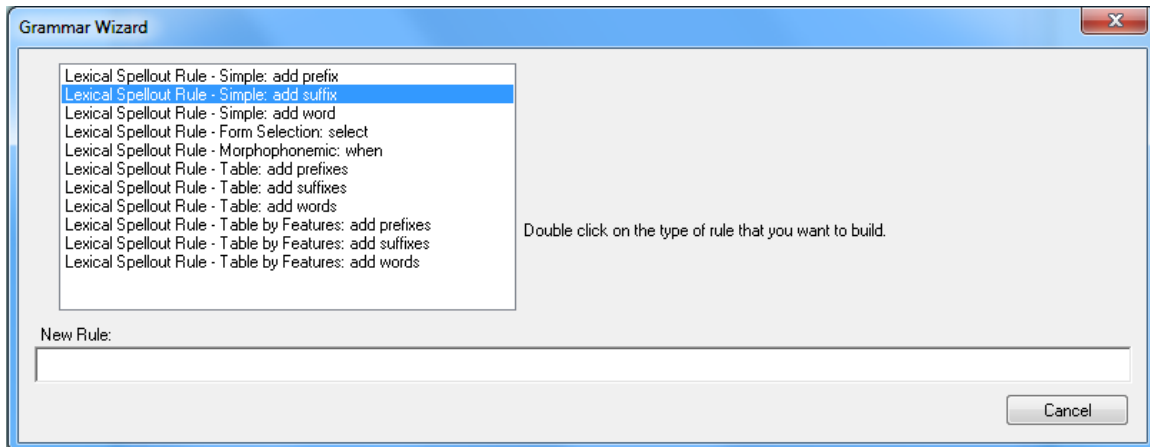 Grammar Wizard
Lexical Spellout Rule - Simple: add prefix
Lexical Spellout Rule - Simple: add suffix
Lexical Spellout Rule - Simple: add word
Lexical Spellout Rule - Form Selection: select
Lexical Spellout Rule - Morphophonemic: when
Lexical Spellout Rule - Table: add prefixes
Lexical Spellout Rule - Table: add suffixes
Lexical Spellout Rule - Table: add words
Lexical Spellout Rule - Table by Features: add prefixes
Lexical Spellout Rule - Table by Features: add suffixes
Lexical Spellout Rule - Table by Features: add words
Double click on the type of rule that you want to build.
New Rule:
Cancel